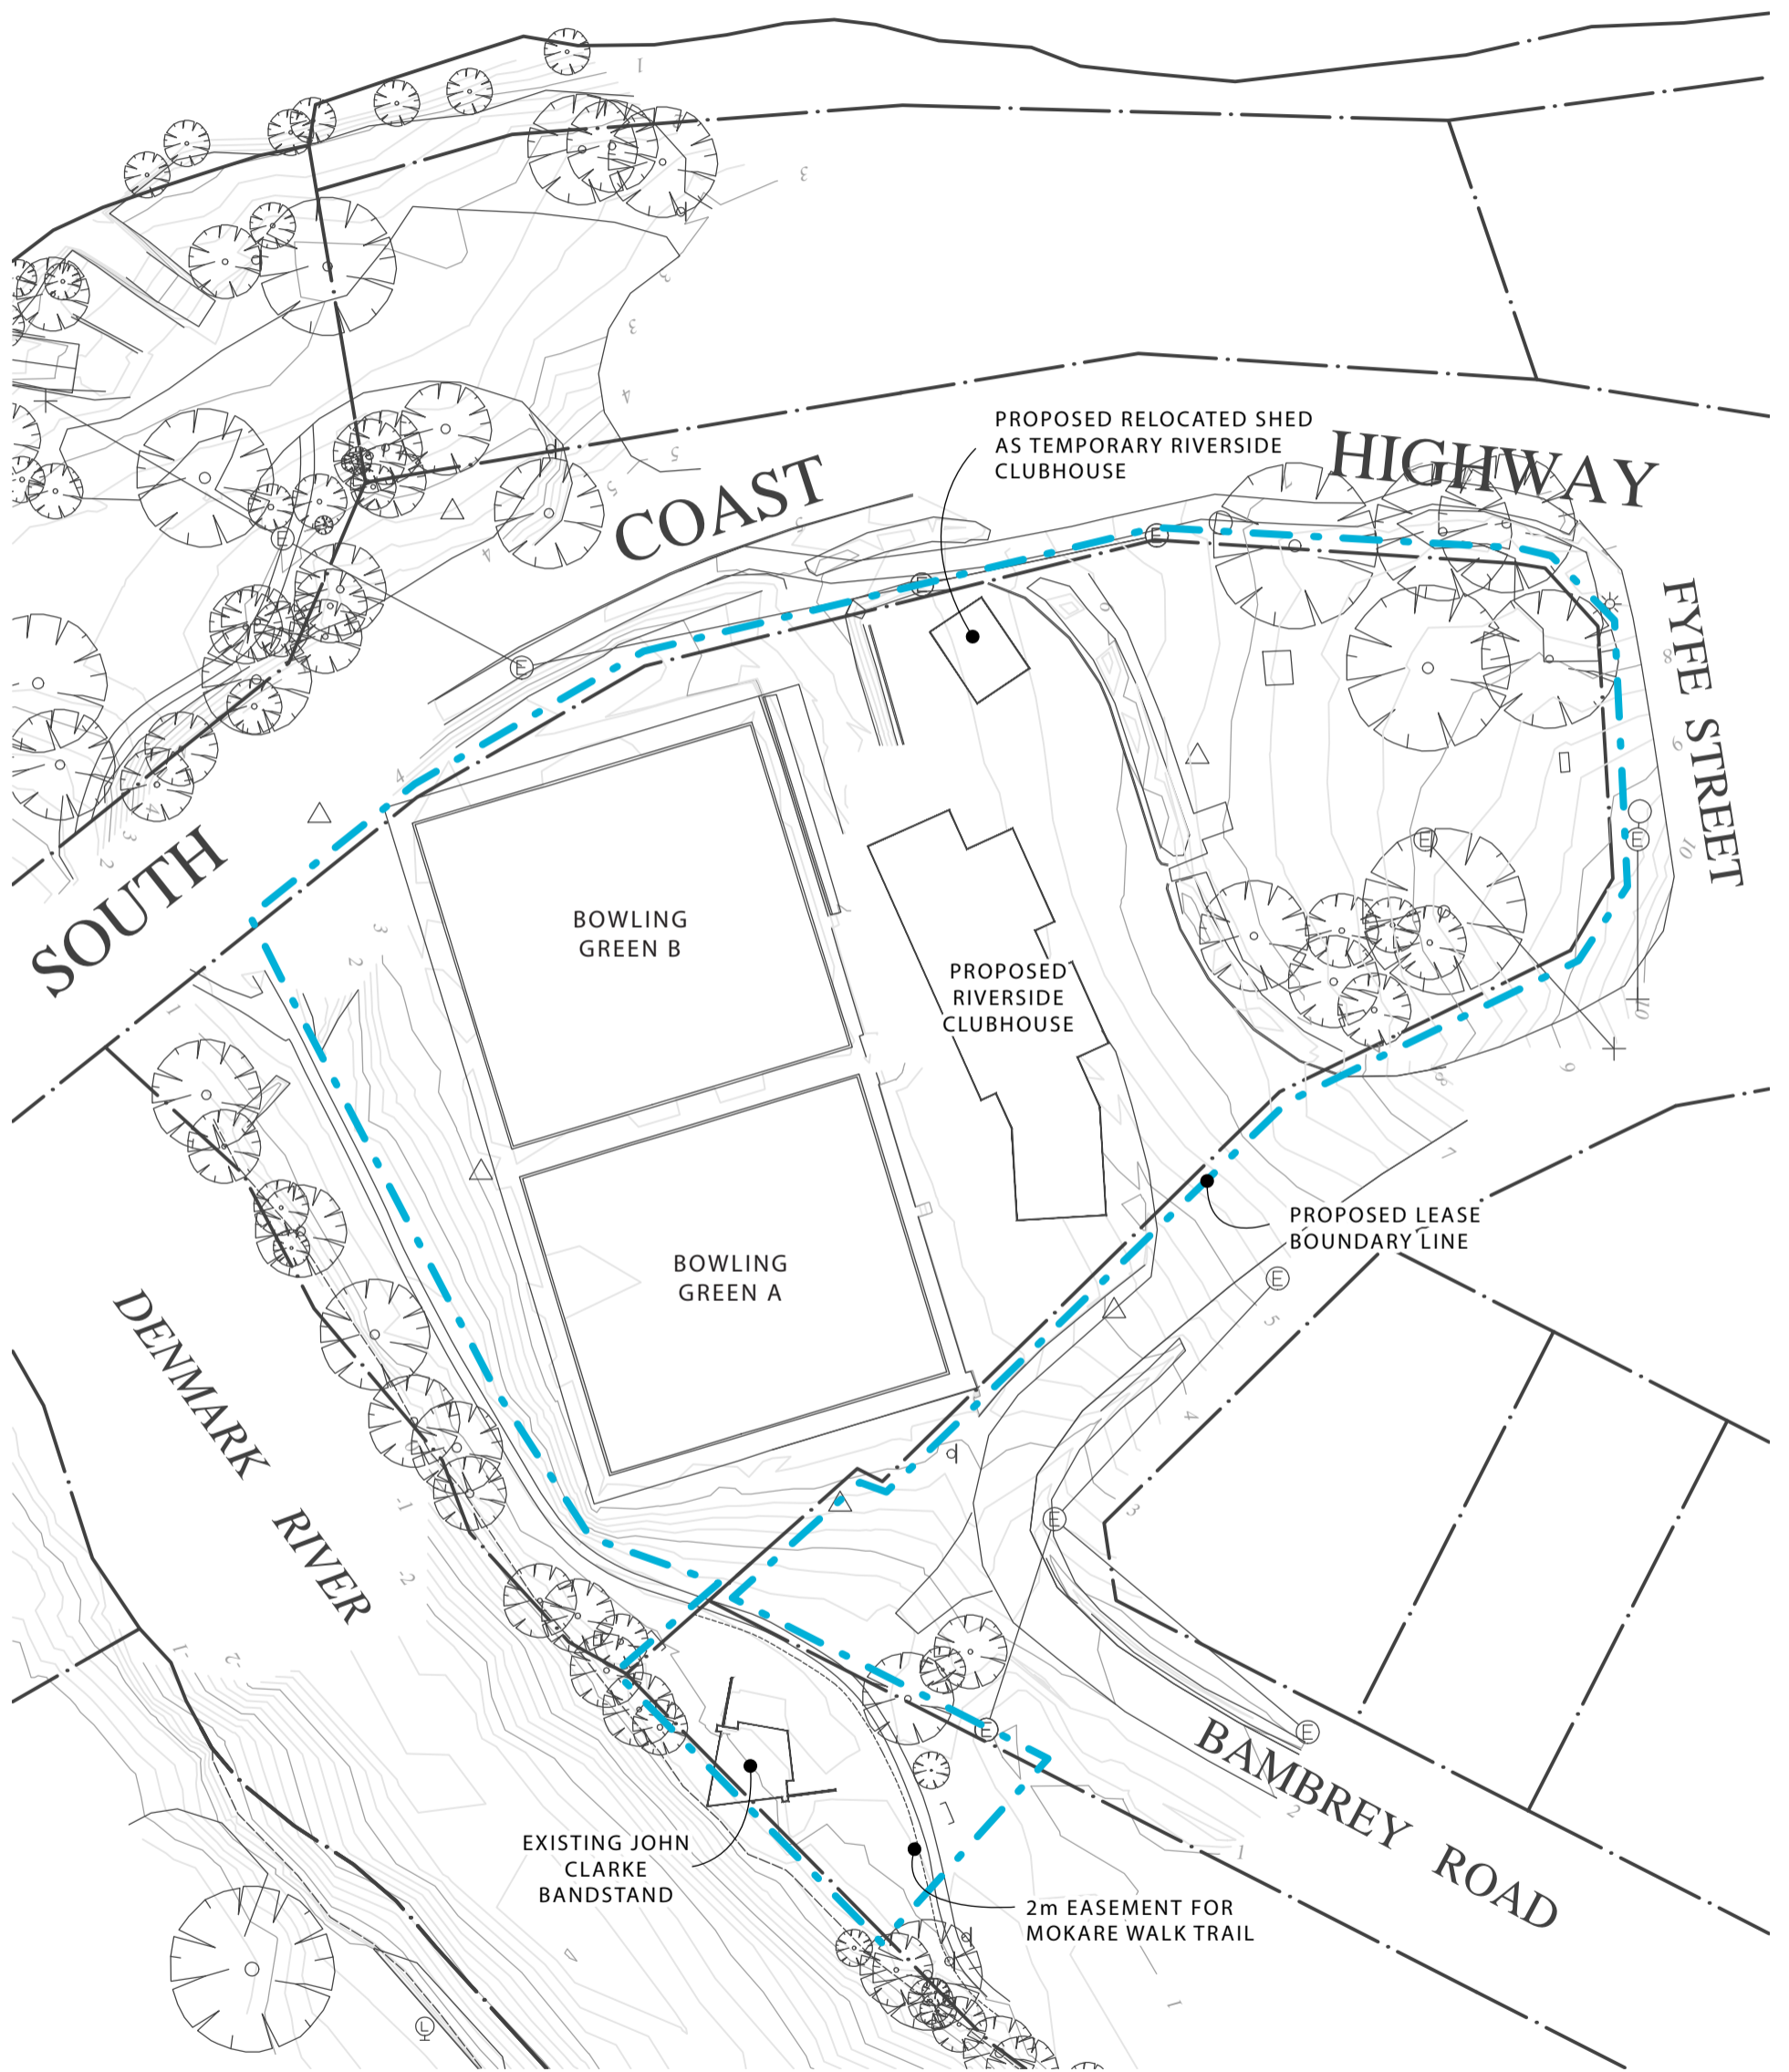 PROPOSED RELOCATED SHED
AS TEMPORARY RIVERSIDE
CLUBHOUSE
SOUTH COAST HIGHWAY
FYFE STREET
BOWLING
GREEN B
PROPOSED
RIVERSIDE
CLUBHOUSE
BOWLING
GREEN A
PROPOSED LEASE
BOUNDARY LINE
DENMARK RIVER
EXISTING JOHN
CLARKE
BANDSTAND
2m EASEMENT FOR
MOKARE WALK TRAIL
BAMBREY ROAD